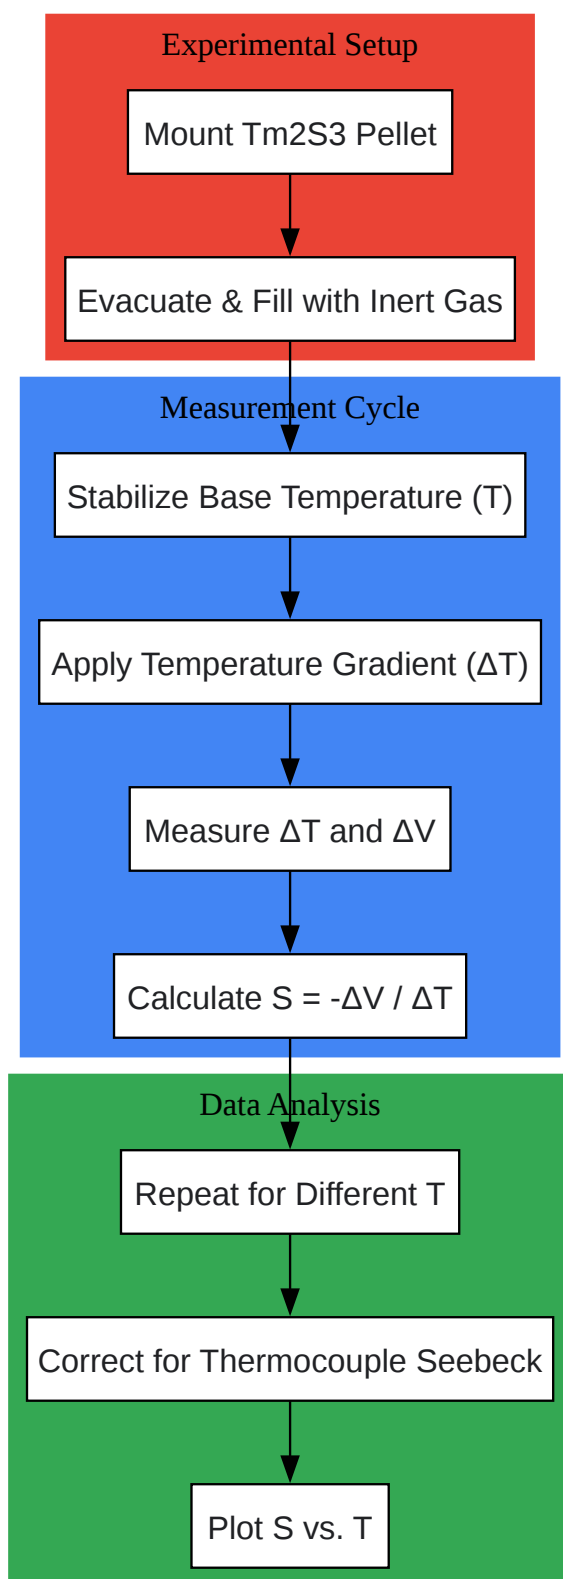 Experimental Setup
Mount Tm2S3 Pellet
Evacuate & Fill with Inert Gas
Measurement Cycle
Stabilize Base Temperature (T)
Apply Temperature Gradient (ΔT)
Measure ΔT and ΔV
Calculate S = -ΔV / ΔT
Data Analysis
Repeat for Different T
Correct for Thermocouple Seebeck
Plot S vs. T